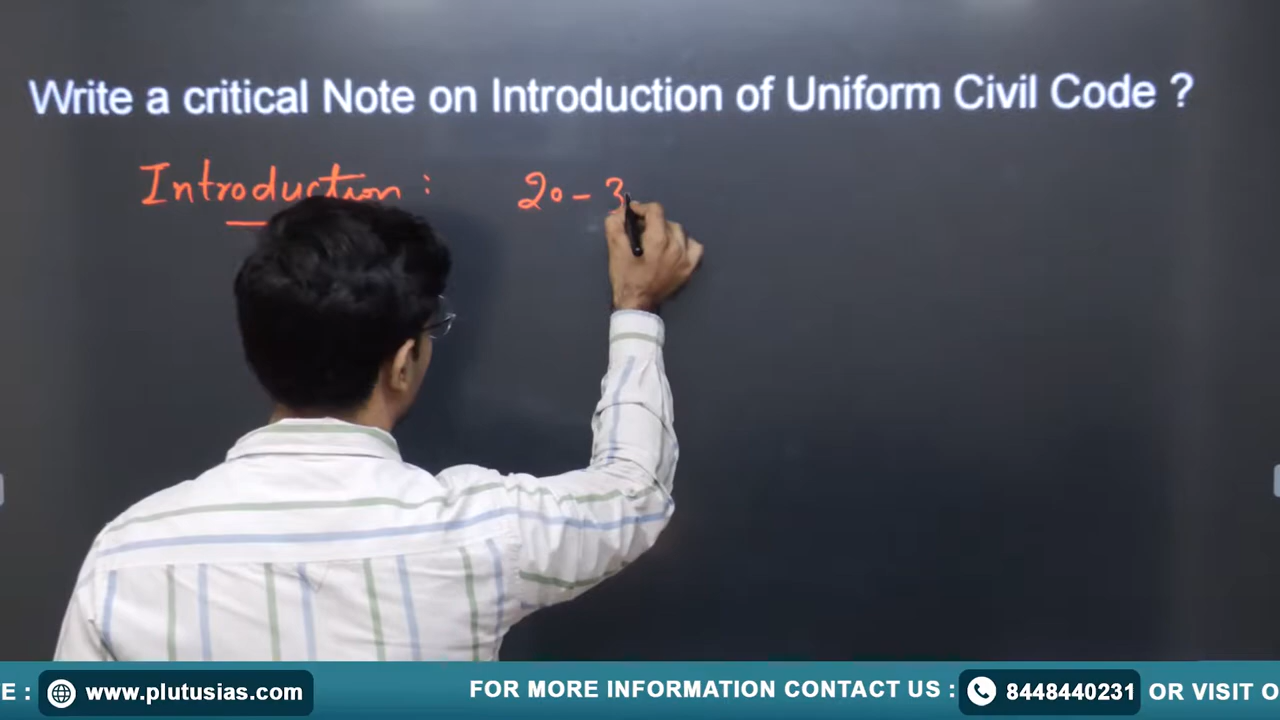 Write a critical Note on Introduction of Uniform Civil Code ?
Introduction : 20 - 3
E : www.plutusias.com FOR MORE INFORMATION CONTACT US : 8448440231 OR VISIT O